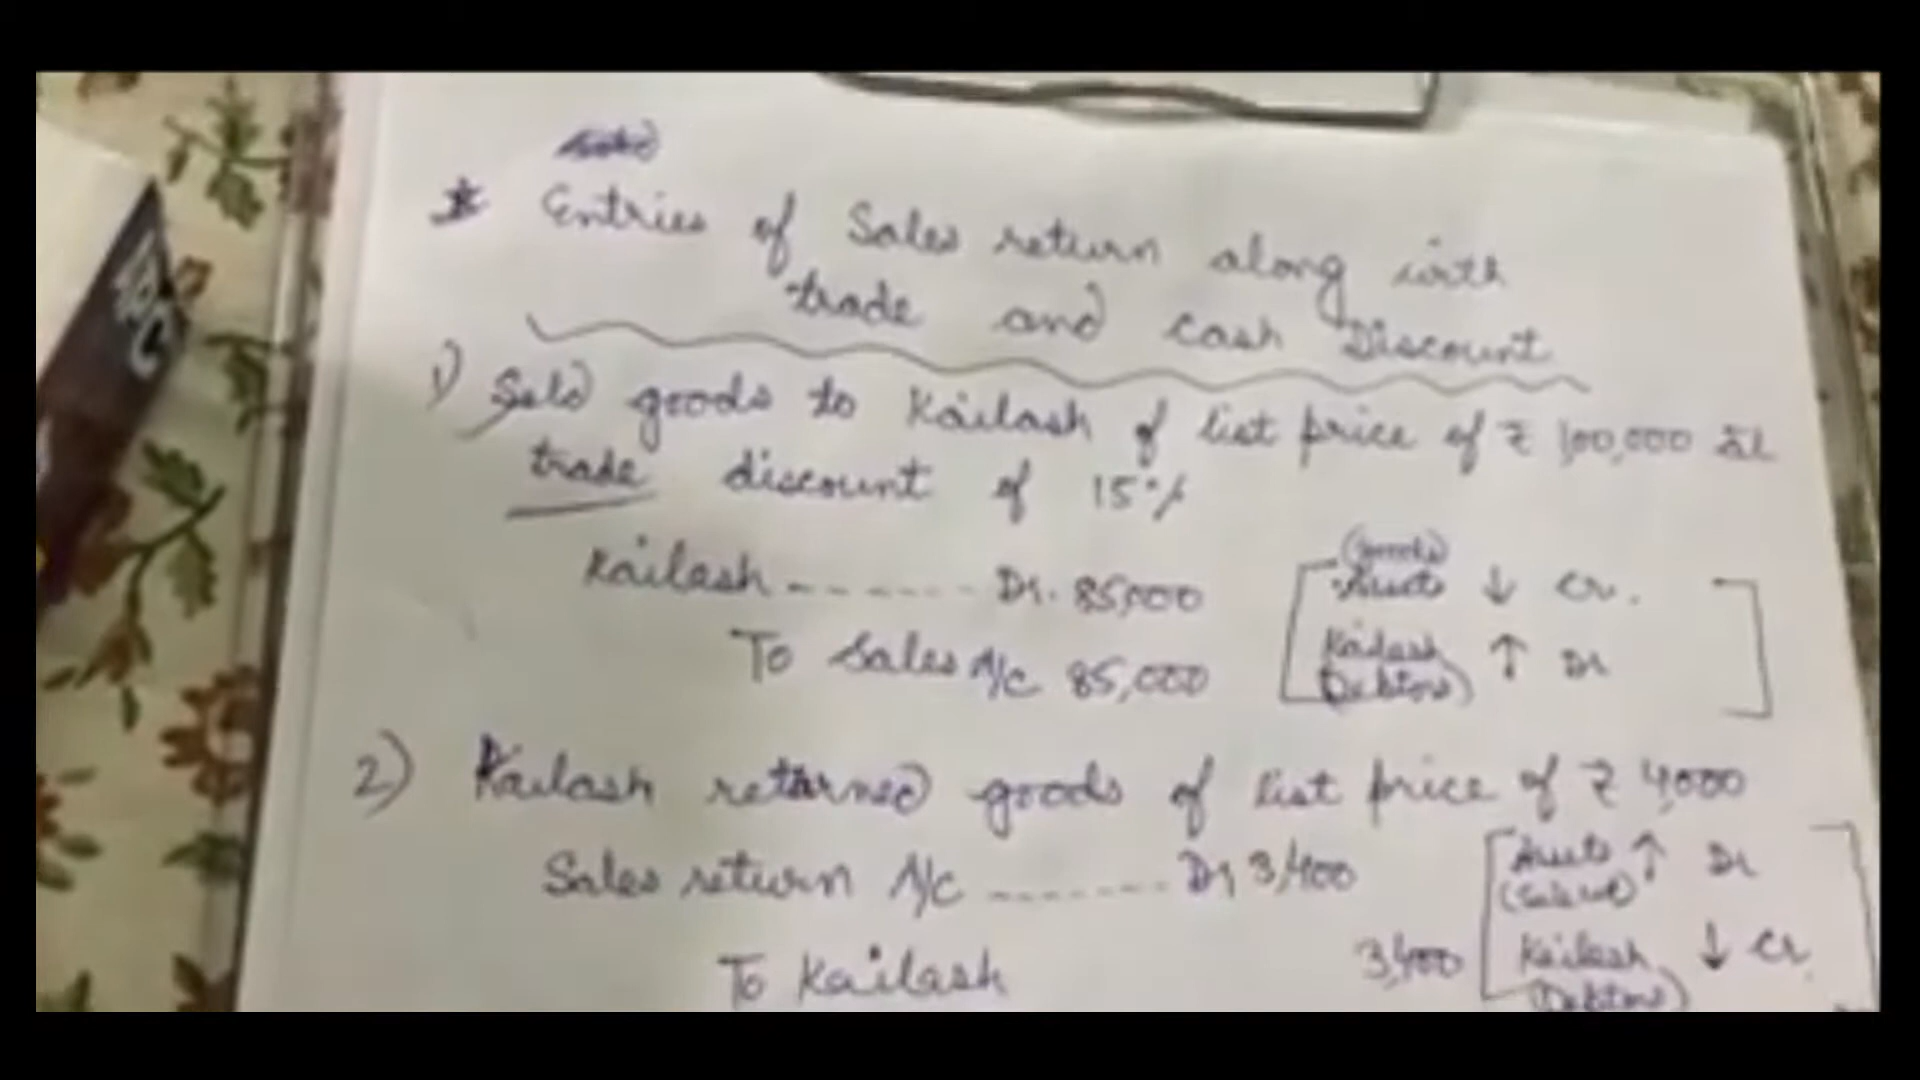 * Entries of Sales return along with
trade and cash Discount
1) Sold goods to Kailash of list price of ₹ 1,00,000 at
trade discount of 15%
Kailash ------- Dr. 85,000
To Sales A/c 85,000
(Goods)
Assets ↓ Cr.
Kailash ↑ Dr
(Debtors)
2) Kailash returned goods of list price of ₹ 4,000
Sales return A/c ------- Dr 3,400
To Kailash 3,400
Assets ↑ Dr
Kailash ↓ Cr
(Debtors)